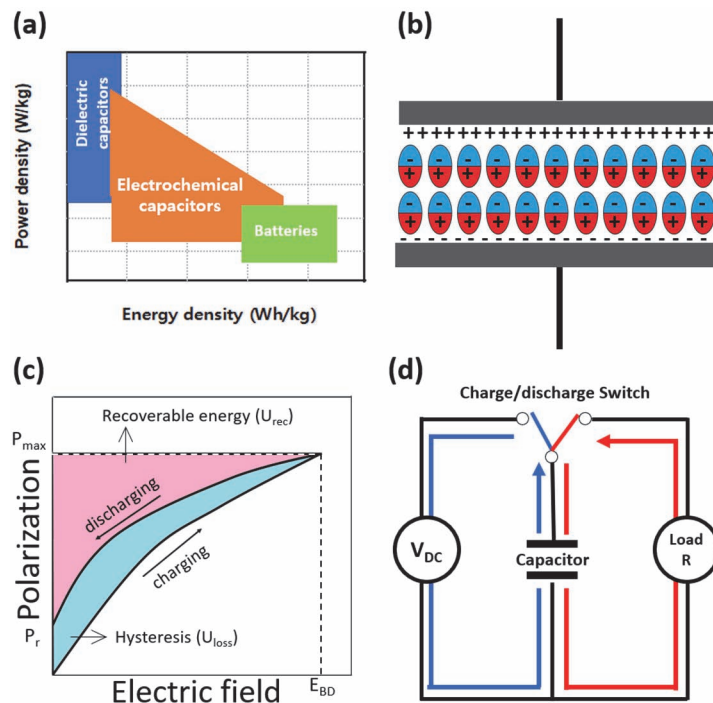 (a)
Power density (W/kg)
Dielectric
capacitors
Electrochemical
capacitors
Batteries
Energy density (Wh/kg)
(b)
+++++++++++++++++++++
- - - - - - - - - - -
+ + + + + + + + + + +
- - - - - - - - - - -
+ + + + + + + + + + +
- - - - - - - - - - - - - - - - - - - - - -
(c)
Recoverable energy (Urec)
Pmax
Polarization
discharging
charging
Pr
Hysteresis (Uloss)
Electric field
EBD
(d)
Charge/discharge Switch
VDC
Capacitor
Load
R